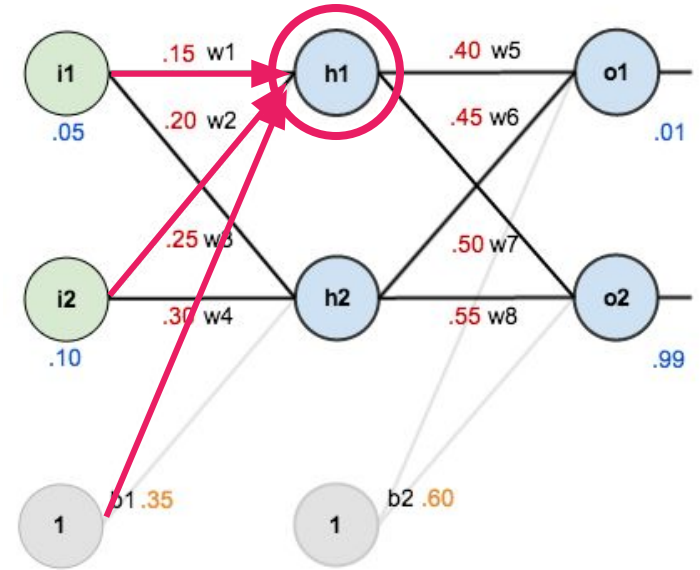 .15 w1
.40 w5
i1
h1
o1
.20 w2
.45 w6
.05
.01
.25 w3
.50 w7
i2
h2
o2
.30 w4
.55 w8
.10
.99
b1 .35
b2 .60
1
1